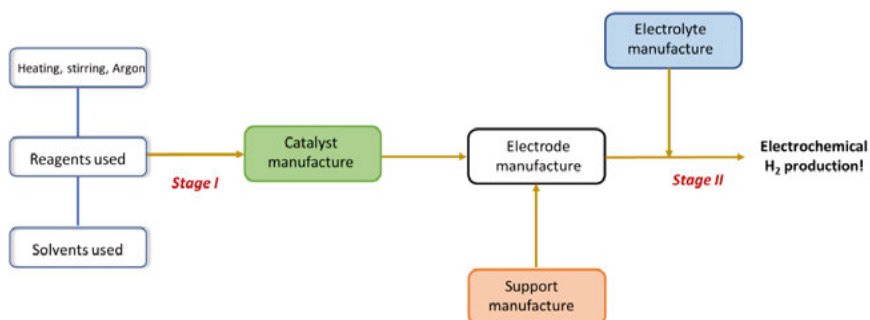 Heating, stirring, Argon
Reagents used
Solvents used
Stage I
Catalyst
manufacture
Electrode
manufacture
Support
manufacture
Electrolyte
manufacture
Stage II
Electrochemical
H₂ production!